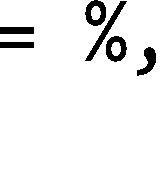 = %,